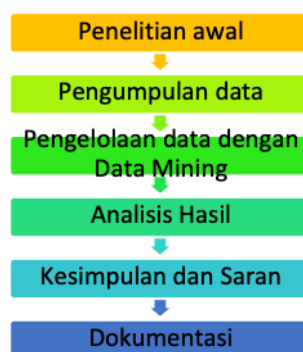 Penelitian awal
Pengumpulan data
Pengelolaan data dengan
Data Mining
Analisis Hasil
Kesimpulan dan Saran
Dokumentasi